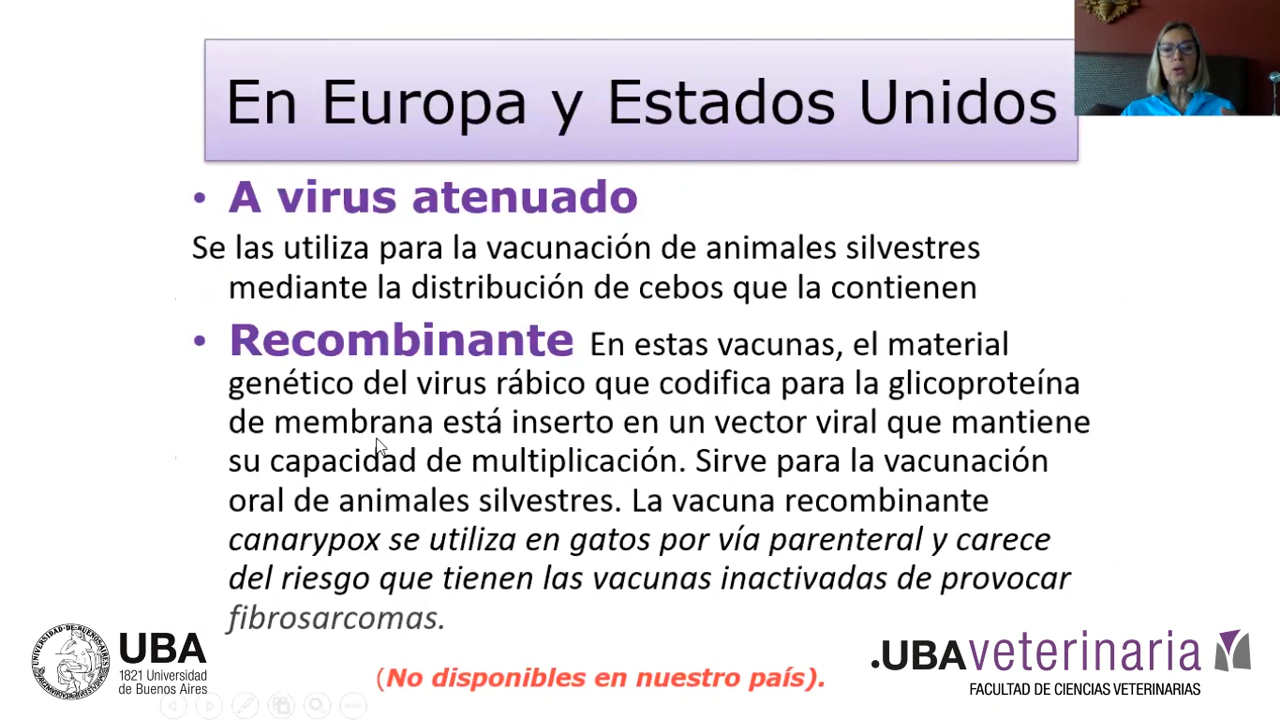 En Europa y Estados Unidos
• A virus atenuado
Se las utiliza para la vacunación de animales silvestres
mediante la distribución de cebos que la contienen
• Recombinante En estas vacunas, el material
genético del virus rábico que codifica para la glicoproteína
de membrana está inserto en un vector viral que mantiene
su capacidad de multiplicación. Sirve para la vacunación
oral de animales silvestres. La vacuna recombinante
canarypox se utiliza en gatos por vía parenteral y carece
del riesgo que tienen las vacunas inactivadas de provocar
fibrosarcomas.
(No disponibles en nuestro país).
UBA
1821 Universidad
de Buenos Aires
.UBAveterinaria
FACULTAD DE CIENCIAS VETERINARIAS